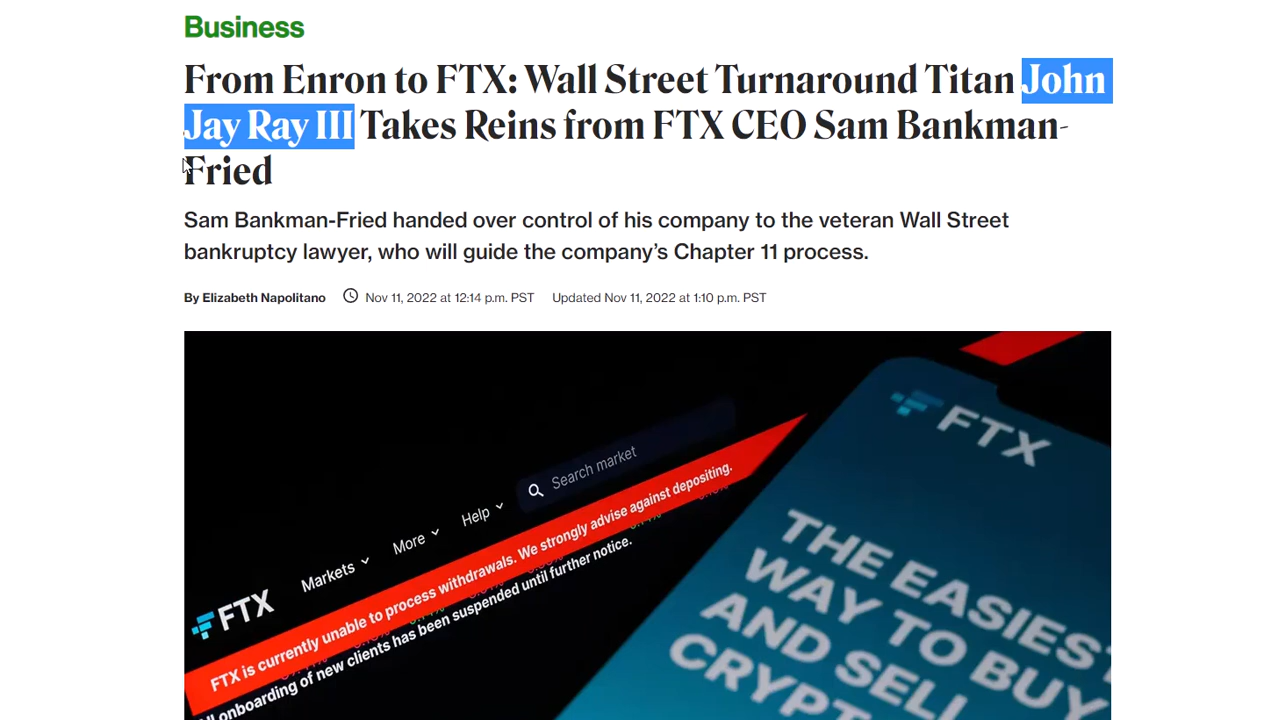 Business
From Enron to FTX: Wall Street Turnaround Titan John
Jay Ray III Takes Reins from FTX CEO Sam Bankman-
Fried
Sam Bankman-Fried handed over control of his company to the veteran Wall Street
bankruptcy lawyer, who will guide the company’s Chapter 11 process.
By Elizabeth Napolitano Nov 11, 2022 at 12:14 p.m. PST Updated Nov 11, 2022 at 1:10 p.m. PST
FTX Markets More Help Search market
FTX is currently unable to process withdrawals. We strongly advise against depositing.
onboarding of new clients has been suspended until further notice.
FTX
THE EASIEST
WAY TO BUY
AND SELL